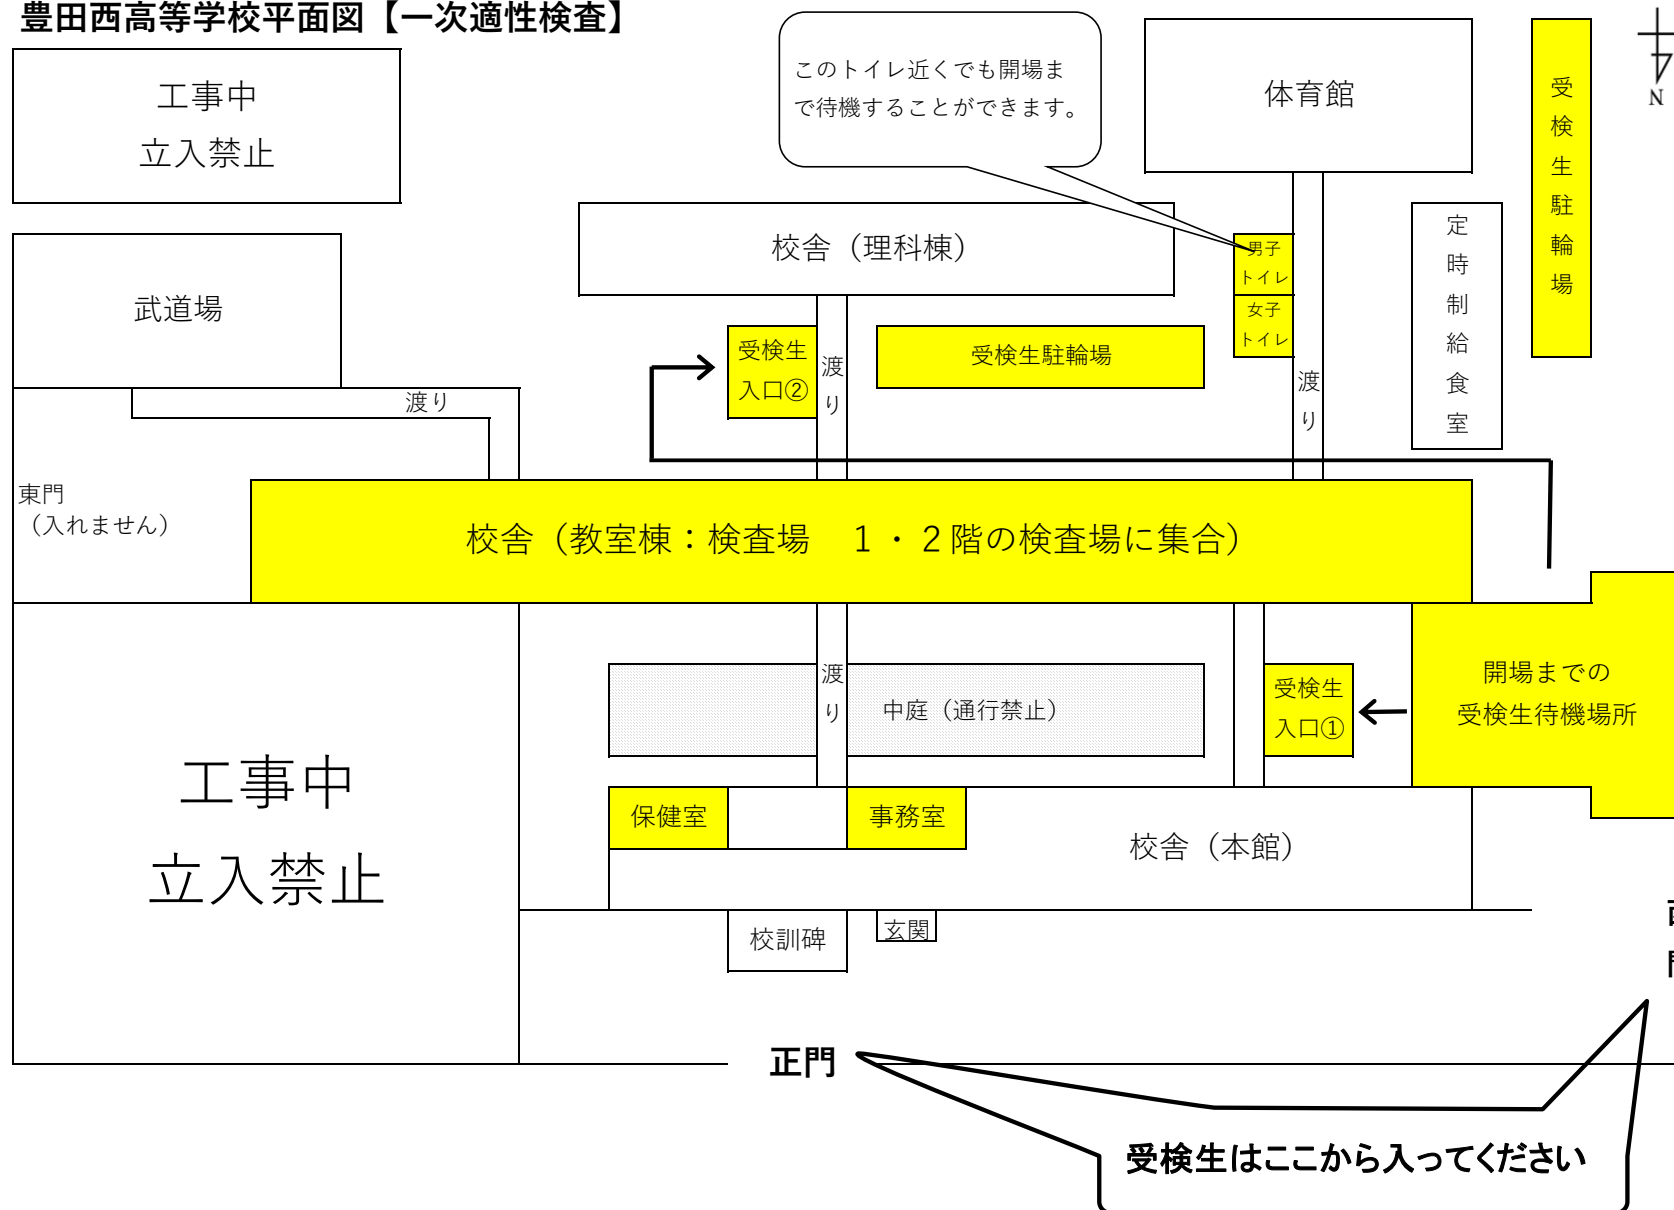 豊田西高等学校平面図【一次適性検査】
工事中
立入禁止
このトイレ近くでも開場ま
で待機することができます。
体育館
受検生駐輪場
N
校舎（理科棟）
男子
トイレ
女子
トイレ
定時制給食室
武道場
受検生
入口②
渡り
受検生駐輪場
渡り
渡り
東門
（入れません）
校舎（教室棟：検査場　１・２階の検査場に集合）
工事中
立入禁止
渡り
中庭（通行禁止）
受検生
入口①
開場までの
受検生待機場所
保健室
事務室
校舎（本館）
校訓碑
玄関
正門
受検生はここから入ってください